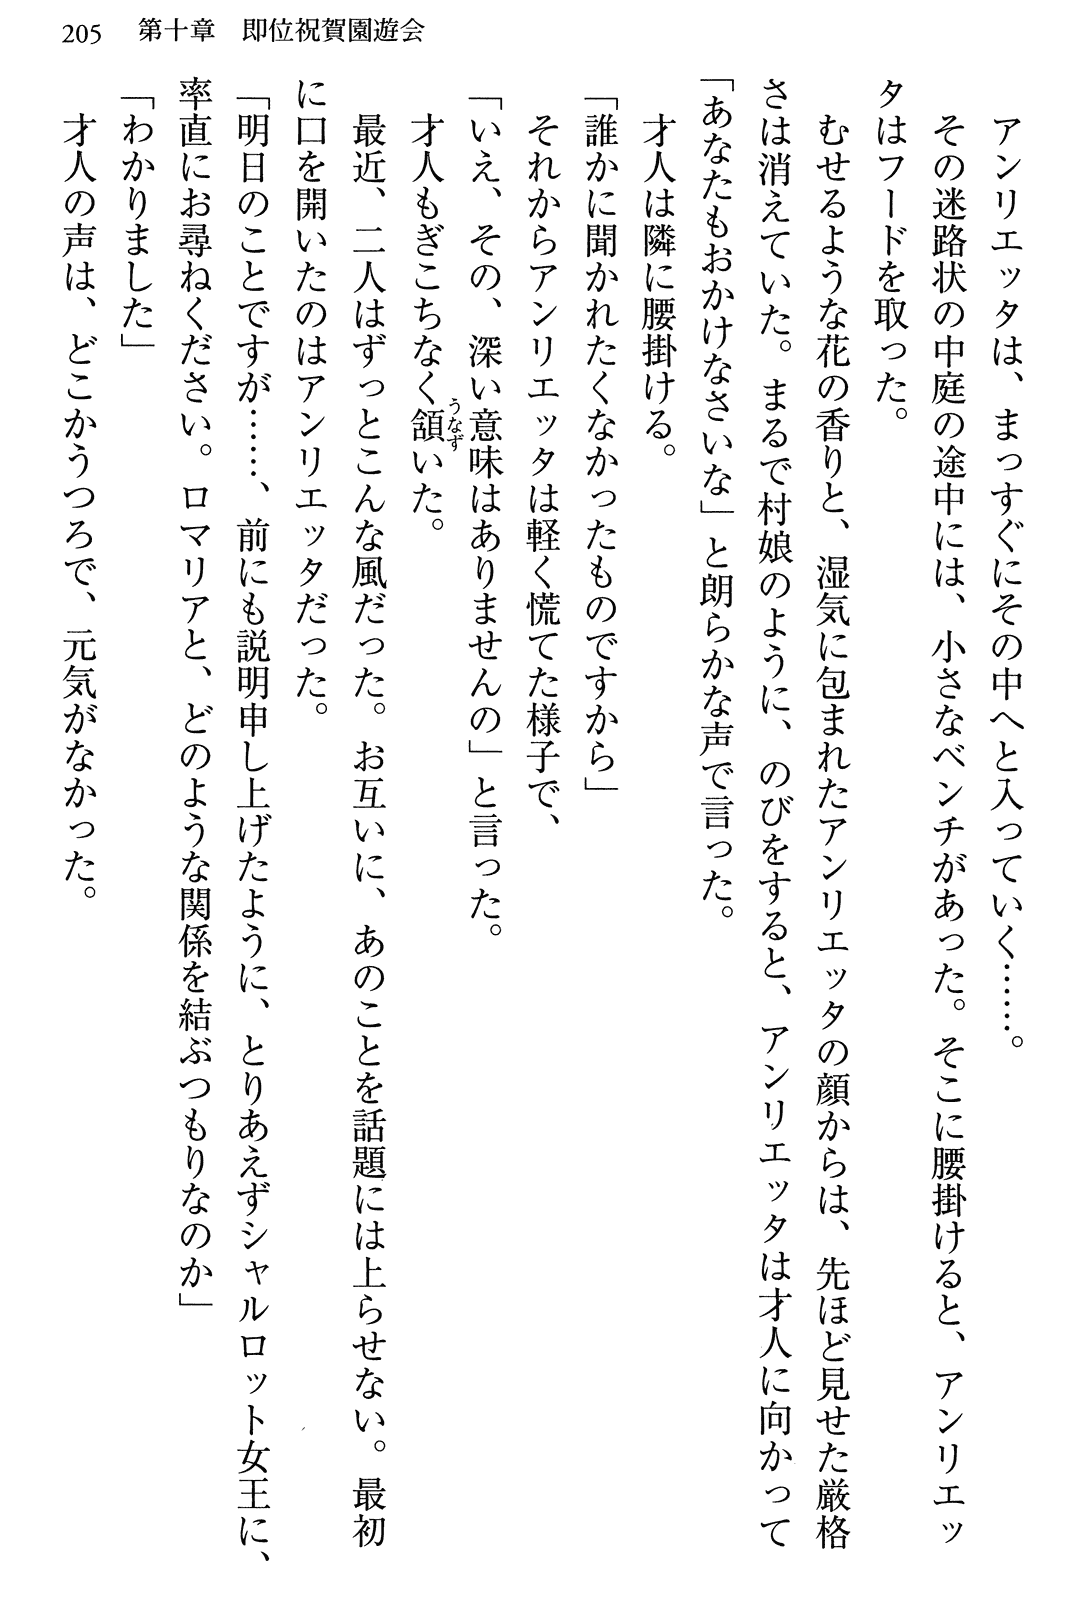 205　第十章　即位祝賀園遊会
　アンリエッタは、まっすぐにその中へと入っていく……。
　その迷路状の中庭の途中には、小さなベンチがあった。そこに腰掛けると、アンリエッ
タはフードを取った。
　むせるような花の香りと、湿気に包まれたアンリエッタの顔からは、先ほど見せた厳格
さは消えていた。まるで村娘のように、のびをすると、アンリエッタは才人に向かって
「あなたもおかけなさいな」と朗らかな声で言った。
　才人は隣に腰掛ける。
「誰かに聞かれたくなかったものですから」
　それからアンリエッタは軽く慌てた様子で、
「いえ、その、深い意味はありませんの」と言った。
　才人もぎこちなく頷うなずいた。
　最近、二人はずっとこんな風だった。お互いに、あのことを話題には上らせない。最初
に口を開いたのはアンリエッタだった。
「明日のことですが……、前にも説明申し上げたように、とりあえずシャルロット女王に、
率直にお尋ねください。ロマリアと、どのような関係を結ぶつもりなのか」
「わかりました」
　才人の声は、どこかうつろで、元気がなかった。